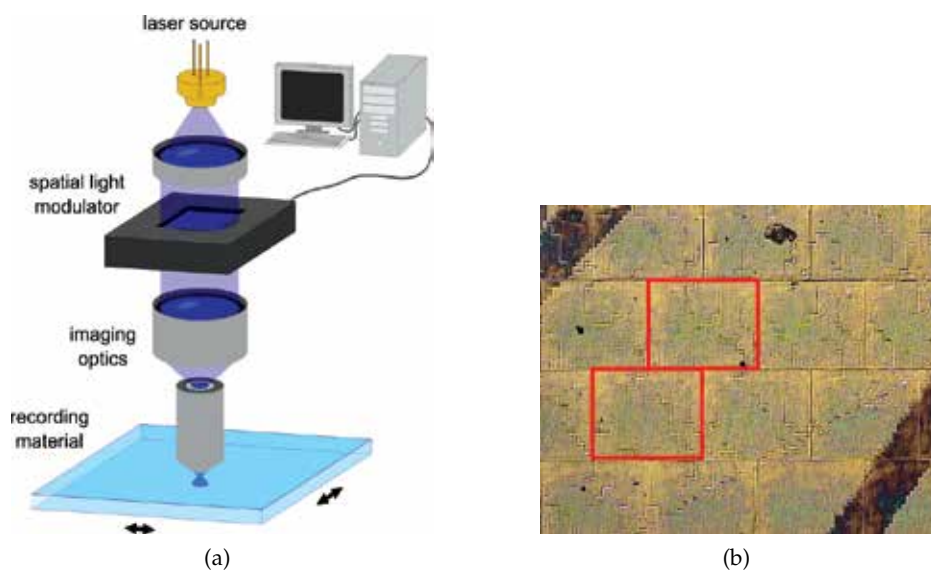 laser source
spatial light
modulator
imaging
optics
recording
material
(a)
(b)